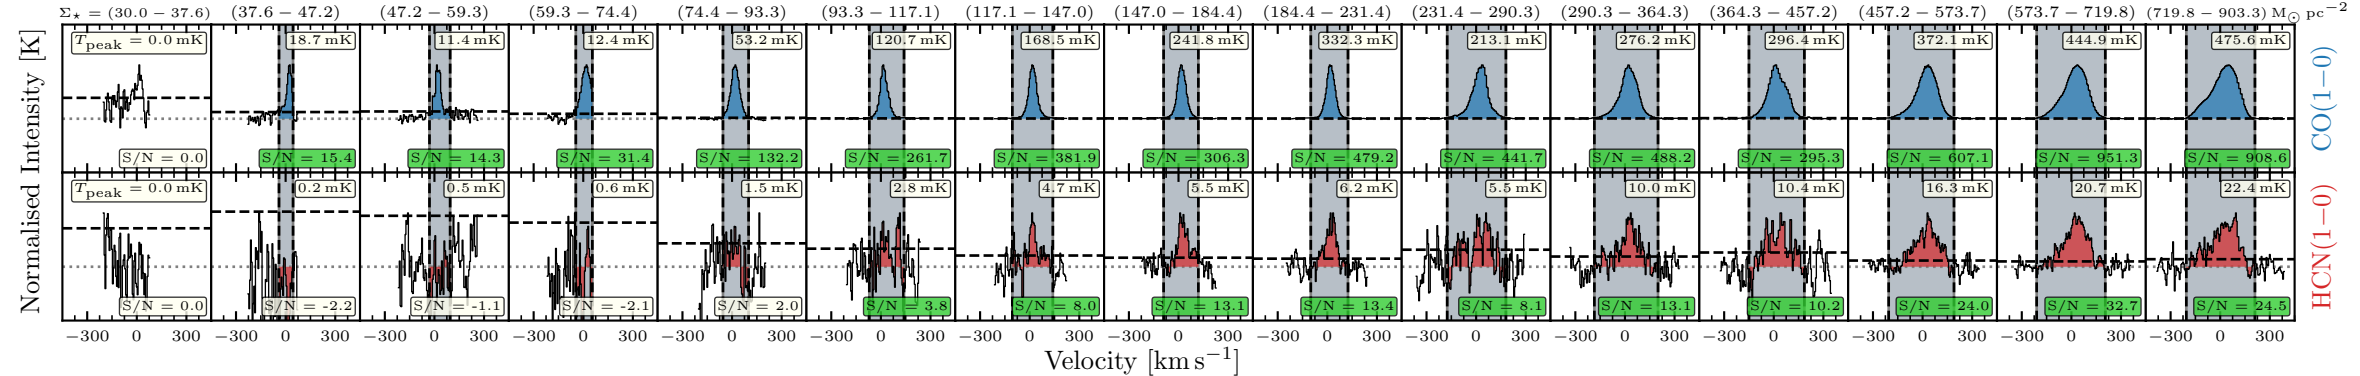 Σ⋆ = (30.0 − 37.6) (37.6 − 47.2) (47.2 − 59.3) (59.3 − 74.4) (74.4 − 93.3) (93.3 − 117.1) (117.1 − 147.0) (147.0 − 184.4) (184.4 − 231.4) (231.4 − 290.3) (290.3 − 364.3) (364.3 − 457.2) (457.2 − 573.7) (573.7 − 719.8) (719.8 − 903.3) M⊙ pc−2
Normalised Intensity [K]
Tpeak = 0.0 mK 18.7 mK 11.4 mK 12.4 mK 53.2 mK 120.7 mK 168.5 mK 241.8 mK 332.3 mK 213.1 mK 276.2 mK 296.4 mK 372.1 mK 444.9 mK 475.6 mK
CO(1−0)
S/N = 0.0 S/N = 15.4 S/N = 14.3 S/N = 31.4 S/N = 132.2 S/N = 261.7 S/N = 381.9 S/N = 306.3 S/N = 479.2 S/N = 441.7 S/N = 488.2 S/N = 295.3 S/N = 607.1 S/N = 951.3 S/N = 908.6
Tpeak = 0.0 mK 0.2 mK 0.5 mK 0.6 mK 1.5 mK 2.8 mK 4.7 mK 5.5 mK 6.2 mK 5.5 mK 10.0 mK 10.4 mK 16.3 mK 20.7 mK 22.4 mK
HCN(1−0)
S/N = 0.0 S/N = -2.2 S/N = -1.1 S/N = -2.1 S/N = 2.0 S/N = 3.8 S/N = 8.0 S/N = 13.1 S/N = 13.4 S/N = 8.1 S/N = 13.1 S/N = 10.2 S/N = 24.0 S/N = 32.7 S/N = 24.5
−300 0 300 −300 0 300 −300 0 300 −300 0 300 −300 0 300 −300 0 300 −300 0 300 −300 0 300 −300 0 300 −300 0 300 −300 0 300 −300 0 300 −300 0 300 −300 0 300 −300 0 300
Velocity [km s−1]